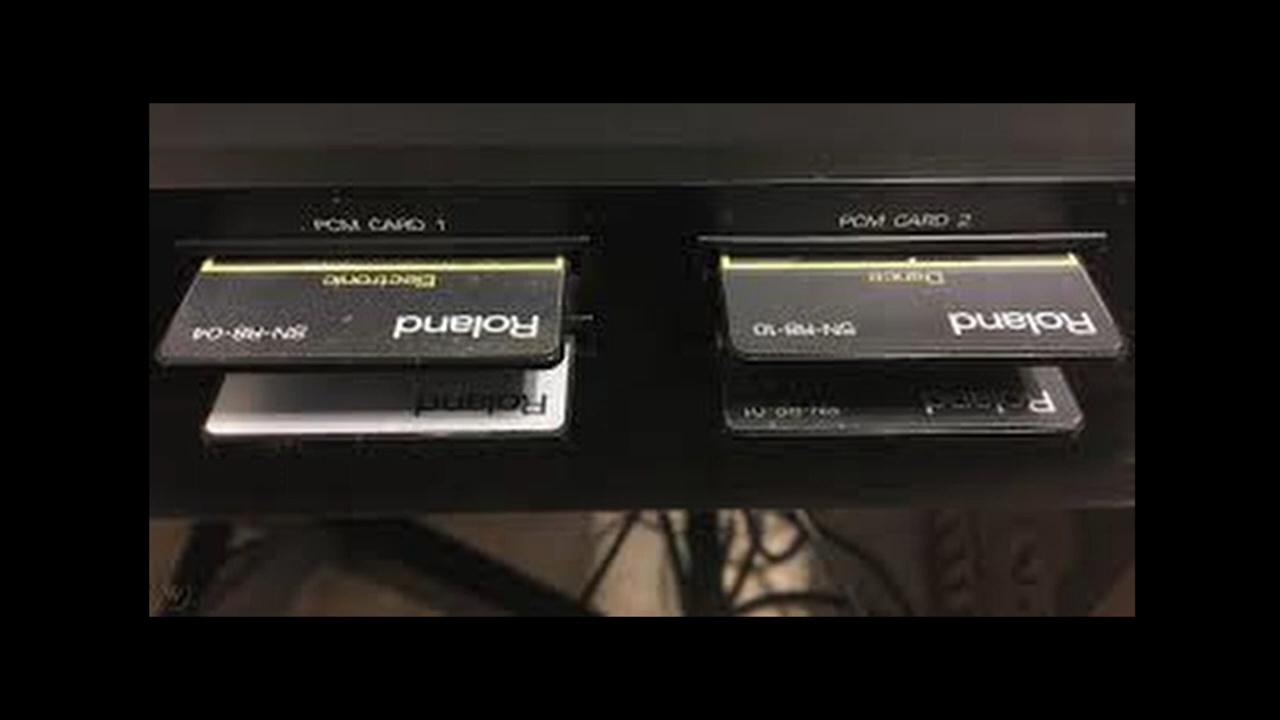 PCM CARD 1
PCM CARD 2
Electronic
Roland
SN-R8-04
Dance
Roland
SN-R8-10
Roland
Roland